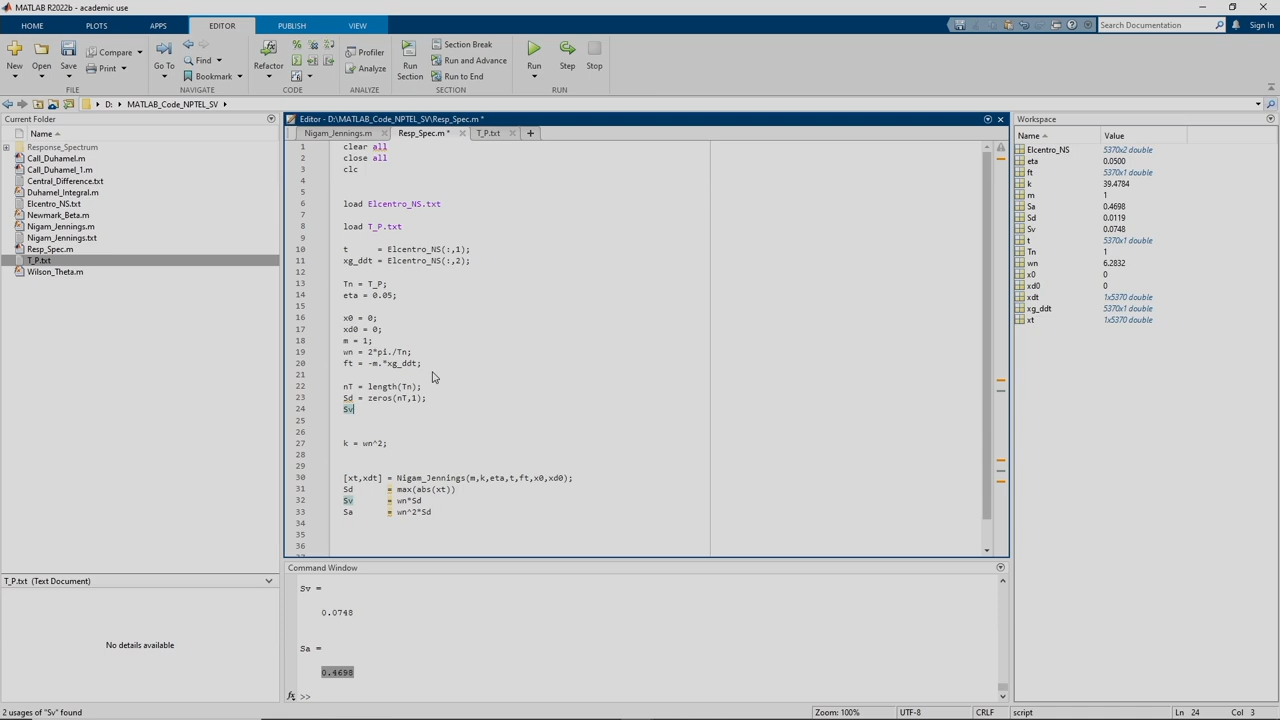 MATLAB R2022b - academic use
HOME PLOTS APPS EDITOR PUBLISH VIEW
Search Documentation
Sign In
New Open Save Compare Print Go To Find Bookmark Refactor Profiler Analyze Run Section Section Break Run and Advance Run to End Run Step Stop
FILE NAVIGATE CODE ANALYZE SECTION RUN
D: MATLAB_Code_NPTEL_SV
Current Folder
Name
Response_Spectrum
Call_Duhamel.m
Call_Duhamel_1.m
Central_Difference.txt
Duhamel_Integral.m
Elcentro_NS.txt
Newmark_Beta.m
Nigam_Jennings.m
Nigam_Jennings.txt
Resp_Spec.m
T_P.txt
Wilson_Theta.m
T_P.txt (Text Document)
No details available
Editor - D:\MATLAB_Code_NPTEL_SV\Resp_Spec.m *
Nigam_Jennings.m Resp_Spec.m * T_P.txt
1 clear all
2 close all
3 clc
4
5
6 load Elcentro_NS.txt
7
8 load T_P.txt
9
10 t = Elcentro_NS(:,1);
11 xg_ddt = Elcentro_NS(:,2);
12
13 Tn = T_P;
14 eta = 0.05;
15
16 x0 = 0;
17 xd0 = 0;
18 m = 1;
19 wn = 2*pi./Tn;
20 ft = -m.*xg_ddt;
21
22 nT = length(Tn);
23 Sd = zeros(nT,1);
24 Sv
25
26
27 k = wn^2;
28
29
30 [xt,xdt] = Nigam_Jennings(m,k,eta,t,ft,x0,xd0);
31 Sd = max(abs(xt))
32 Sv = wn*Sd
33 Sa = wn^2*Sd
34
35
36
Command Window
Sv =
0.0748
Sa =
0.4698
fx >>
Workspace
Name Value
Elcentro_NS 5370x2 double
eta 0.0500
ft 5370x1 double
k 39.4784
m 1
Sa 0.4698
Sd 0.0119
Sv 0.0748
t 5370x1 double
Tn 1
wn 6.2832
x0 0
xd0 0
xdt 1x5370 double
xg_ddt 5370x1 double
xt 1x5370 double
2 usages of "Sv" found
Zoom: 100% UTF-8 CRLF script Ln 24 Col 3